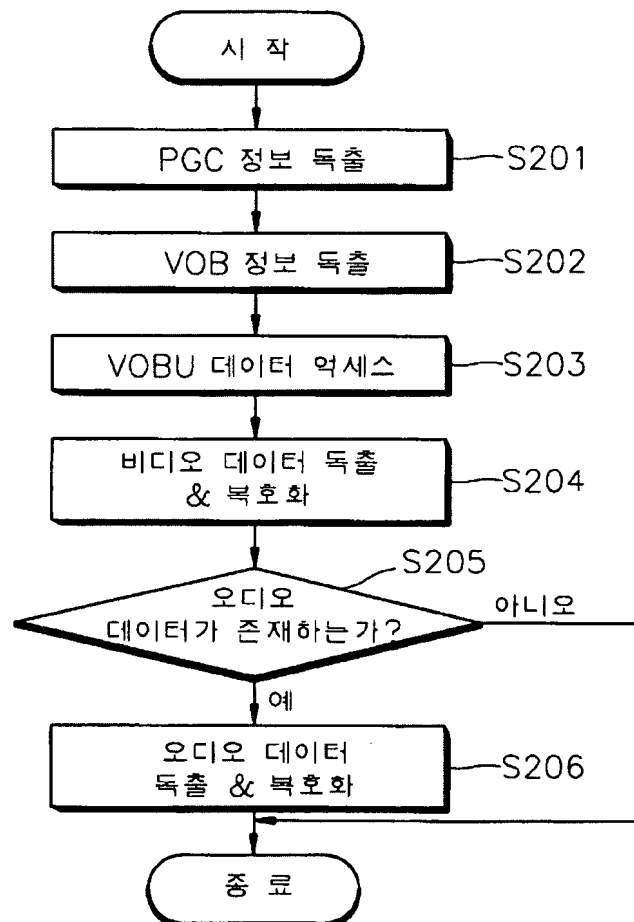 시 작
PGC 정보 독출
S201
VOB 정보 독출
S202
VOBU 데이터 억세스
S203
비디오 데이터 독출
& 복호화
S204
S205
오디오
데이터가 존재하는가?
아니오
예
오디오 데이터
독출 & 복호화
S206
종 료